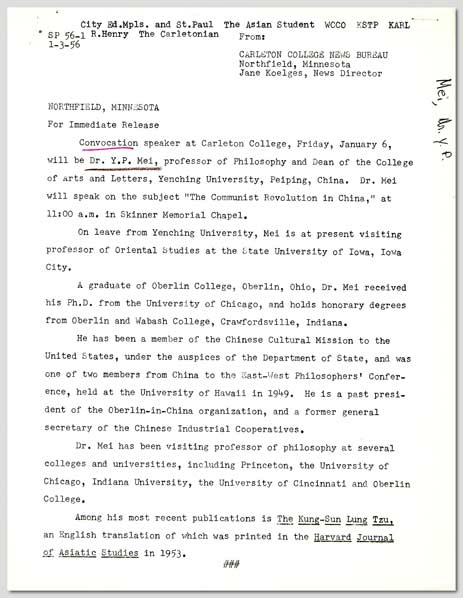 City Ed.Mpls. and St.Paul The Asian Student WCCO KSTP KARL
SP 56-1 R.Henry The Carletonian From:
1-3-56
CARLETON COLLEGE NEWS BUREAU
Northfield, Minnesota
Jane Koelges, News Director
Mei, Dr. Y. P.
NORTHFIELD, MINNESOTA
For Immediate Release
Convocation speaker at Carleton College, Friday, January 6,
will be Dr. Y.P. Mei, professor of Philosophy and Dean of the College
of Arts and Letters, Yenching University, Peiping, China. Dr. Mei
will speak on the subject "The Communist Revolution in China," at
11:00 a.m. in Skinner Memorial Chapel.
On leave from Yenching University, Mei is at present visiting
professor of Oriental Studies at the State University of Iowa, Iowa
City.
A graduate of Oberlin College, Oberlin, Ohio, Dr. Mei received
his Ph.D. from the University of Chicago, and holds honorary degrees
from Oberlin and Wabash College, Crawfordsville, Indiana.
He has been a member of the Chinese Cultural Mission to the
United States, under the auspices of the Department of State, and was
one of two members from China to the East-West Philosophers' Confer-
ence, held at the University of Hawaii in 1949. He is a past presi-
dent of the Oberlin-in-China organization, and a former general
secretary of the Chinese Industrial Cooperatives.
Dr. Mei has been visiting professor of philosophy at several
colleges and universities, including Princeton, the University of
Chicago, Indiana University, the University of Cincinnati and Oberlin
College.
Among his most recent publications is The Kung-Sun Lung Tzu,
an English translation of which was printed in the Harvard Journal
of Asiatic Studies in 1953.
###